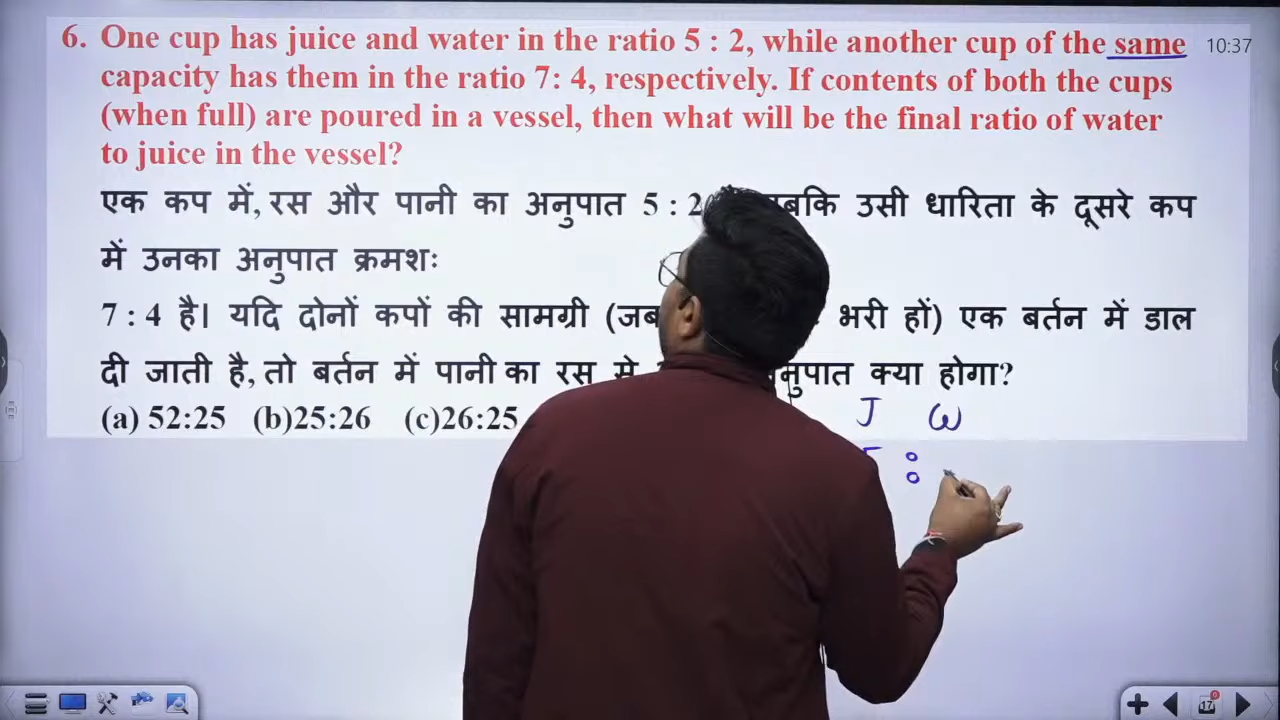 6. One cup has juice and water in the ratio 5 : 2, while another cup of the same
10:37
capacity has them in the ratio 7: 4, respectively. If contents of both the cups
(when full) are poured in a vessel, then what will be the final ratio of water
to juice in the vessel?
एक कप में, रस और पानी का अनुपात 5 : 2 उसी धारिता के दूसरे कप
में उनका अनुपात क्रमशः
7 : 4 है। यदि दोनों कपों की सामग्री (जब भरी हों) एक बर्तन में डाल
दी जाती है, तो बर्तन में पानी का रस से क्या होगा?
(a) 52:25 (b)25:26 (c)26:25
J W
:
17